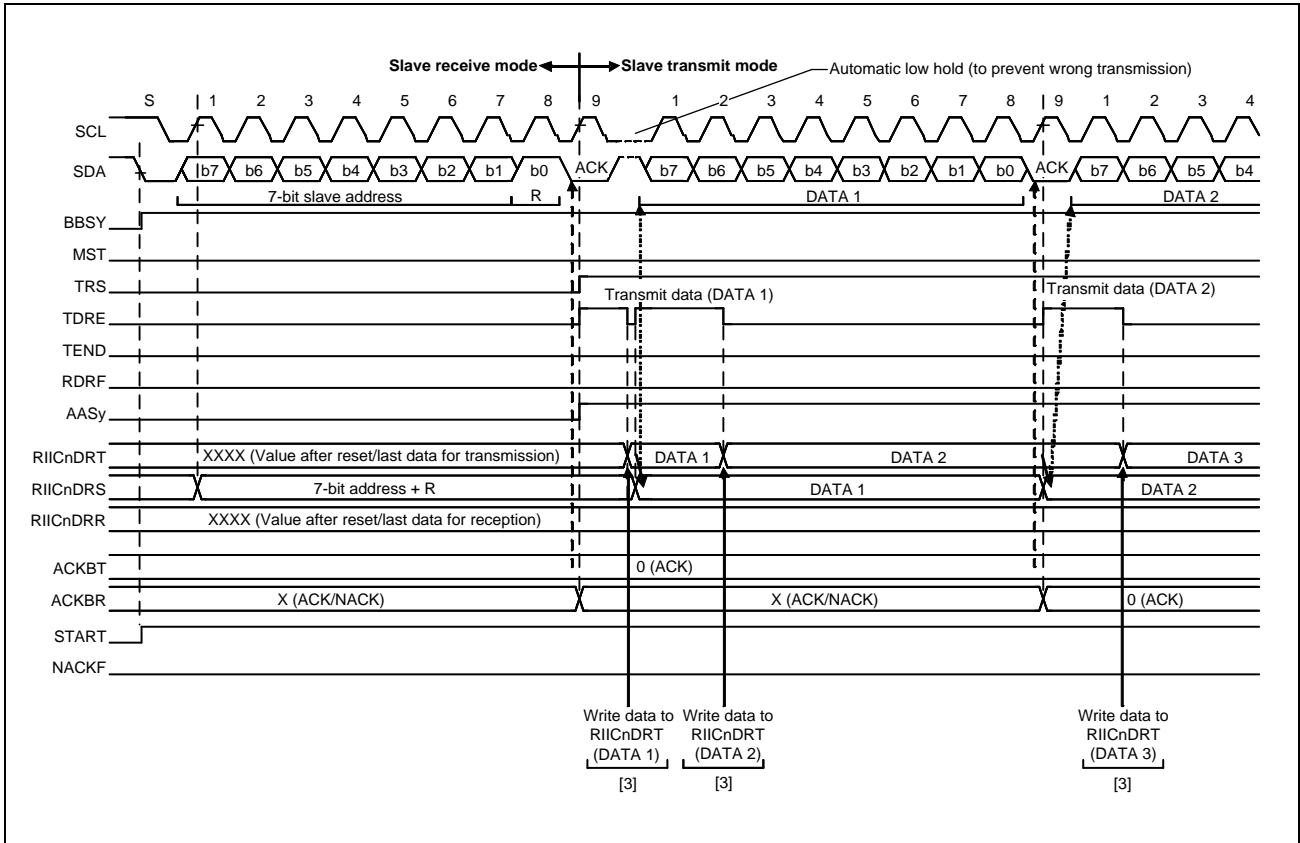 Slave receive mode Slave transmit mode
Automatic low hold (to prevent wrong transmission)
S 1 2 3 4 5 6 7 8 9 1 2 3 4 5 6 7 8 9 1 2 3 4
SCL
SDA b7 b6 b5 b4 b3 b2 b1 b0 ACK b7 b6 b5 b4 b3 b2 b1 b0 ACK b7 b6 b5 b4
7-bit slave address R DATA 1 DATA 2
BBSY
MST
TRS
Transmit data (DATA 1) Transmit data (DATA 2)
TDRE
TEND
RDRF
AASy
RIICnDRT XXXX (Value after reset/last data for transmission) DATA 1 DATA 2 DATA 3
RIICnDRS 7-bit address + R DATA 1 DATA 2
RIICnDRR XXXX (Value after reset/last data for reception)
ACKBT 0 (ACK)
ACKBR X (ACK/NACK) X (ACK/NACK) 0 (ACK)
START
NACKF
Write data to Write data to Write data to
RIICnDRT RIICnDRT RIICnDRT
(DATA 1) (DATA 2) (DATA 3)
[3] [3] [3]